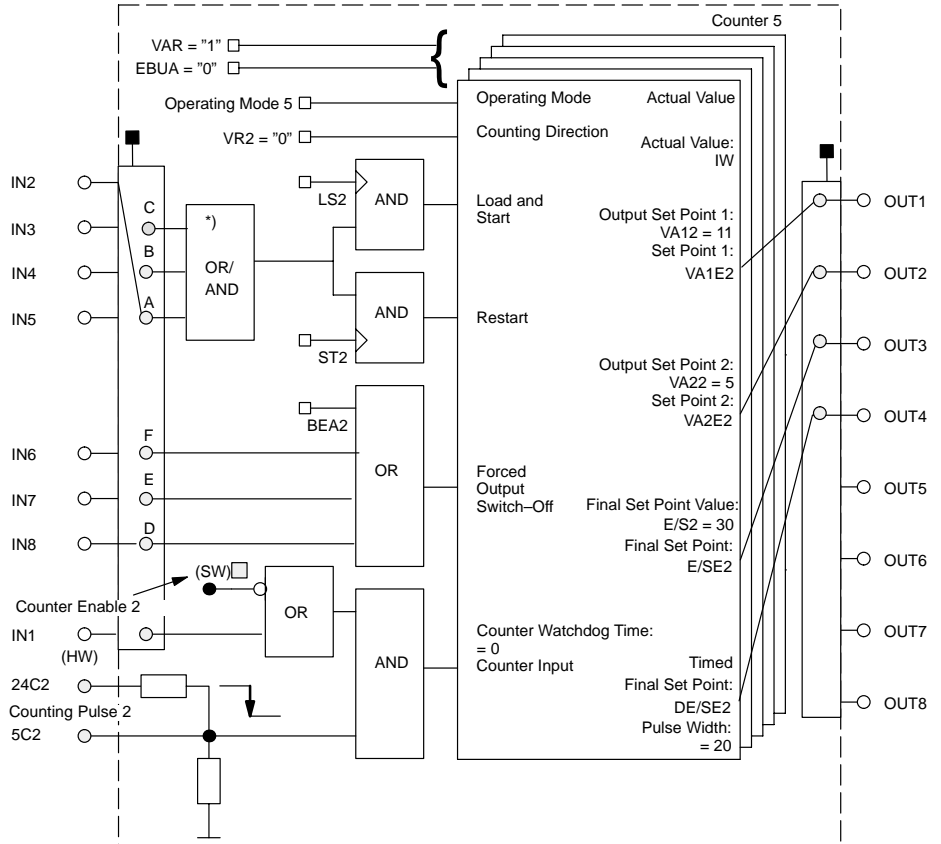 Counter 5
VAR = ”1”
EBUA = ”0”
Operating Mode 5
VR2 = ”0”
Operating Mode
Actual Value
Counting Direction
Actual Value:
IW
IN2
IN3
IN4
IN5
C
B
A
*)
OR/
AND
LS2
AND
Load and
Start
AND
ST2
Restart
Output Set Point 1:
VA12 = 11
Set Point 1:
VA1E2
Output Set Point 2:
VA22 = 5
Set Point 2:
VA2E2
OUT1
OUT2
OUT3
OUT4
OUT5
OUT6
OUT7
OUT8
BEA2
IN6
F
IN7
E
IN8
D
OR
Forced
Output
Switch–Off
Final Set Point Value:
E/S2 = 30
Final Set Point:
E/SE2
(SW)
Counter Enable 2
IN1
(HW)
OR
AND
Counter Watchdog Time:
= 0
Counter Input
Timed
Final Set Point:
DE/SE2
Pulse Width:
= 20
24C2
Counting Pulse 2
5C2